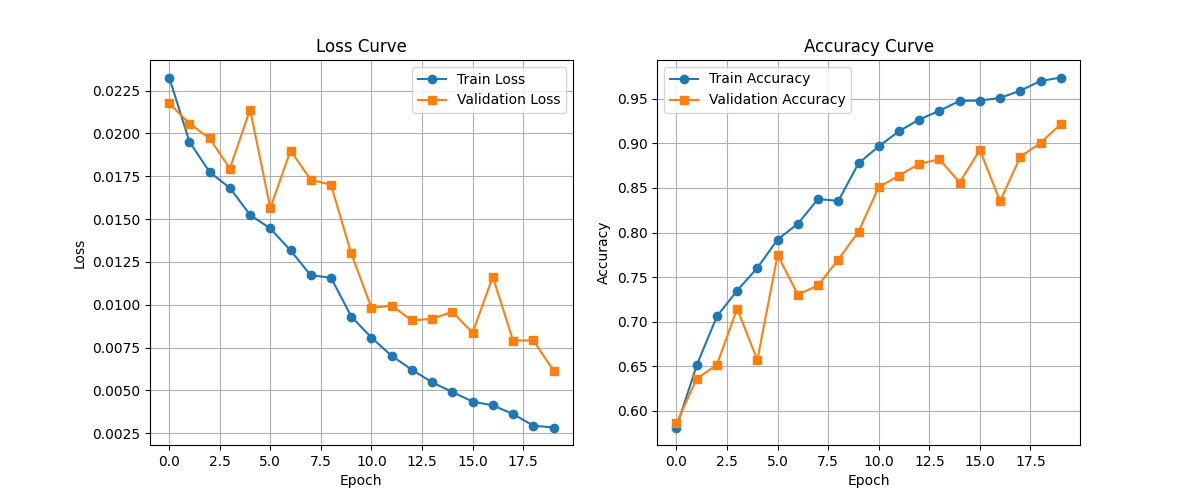 Loss Curve
Train Loss
Validation Loss
0.0225
0.0200
0.0175
0.0150
0.0125
0.0100
0.0075
0.0050
0.0025
Loss
0.0 2.5 5.0 7.5 10.0 12.5 15.0 17.5
Epoch
Accuracy Curve
Train Accuracy
Validation Accuracy
0.95
0.90
0.85
0.80
0.75
0.70
0.65
0.60
Accuracy
0.0 2.5 5.0 7.5 10.0 12.5 15.0 17.5
Epoch